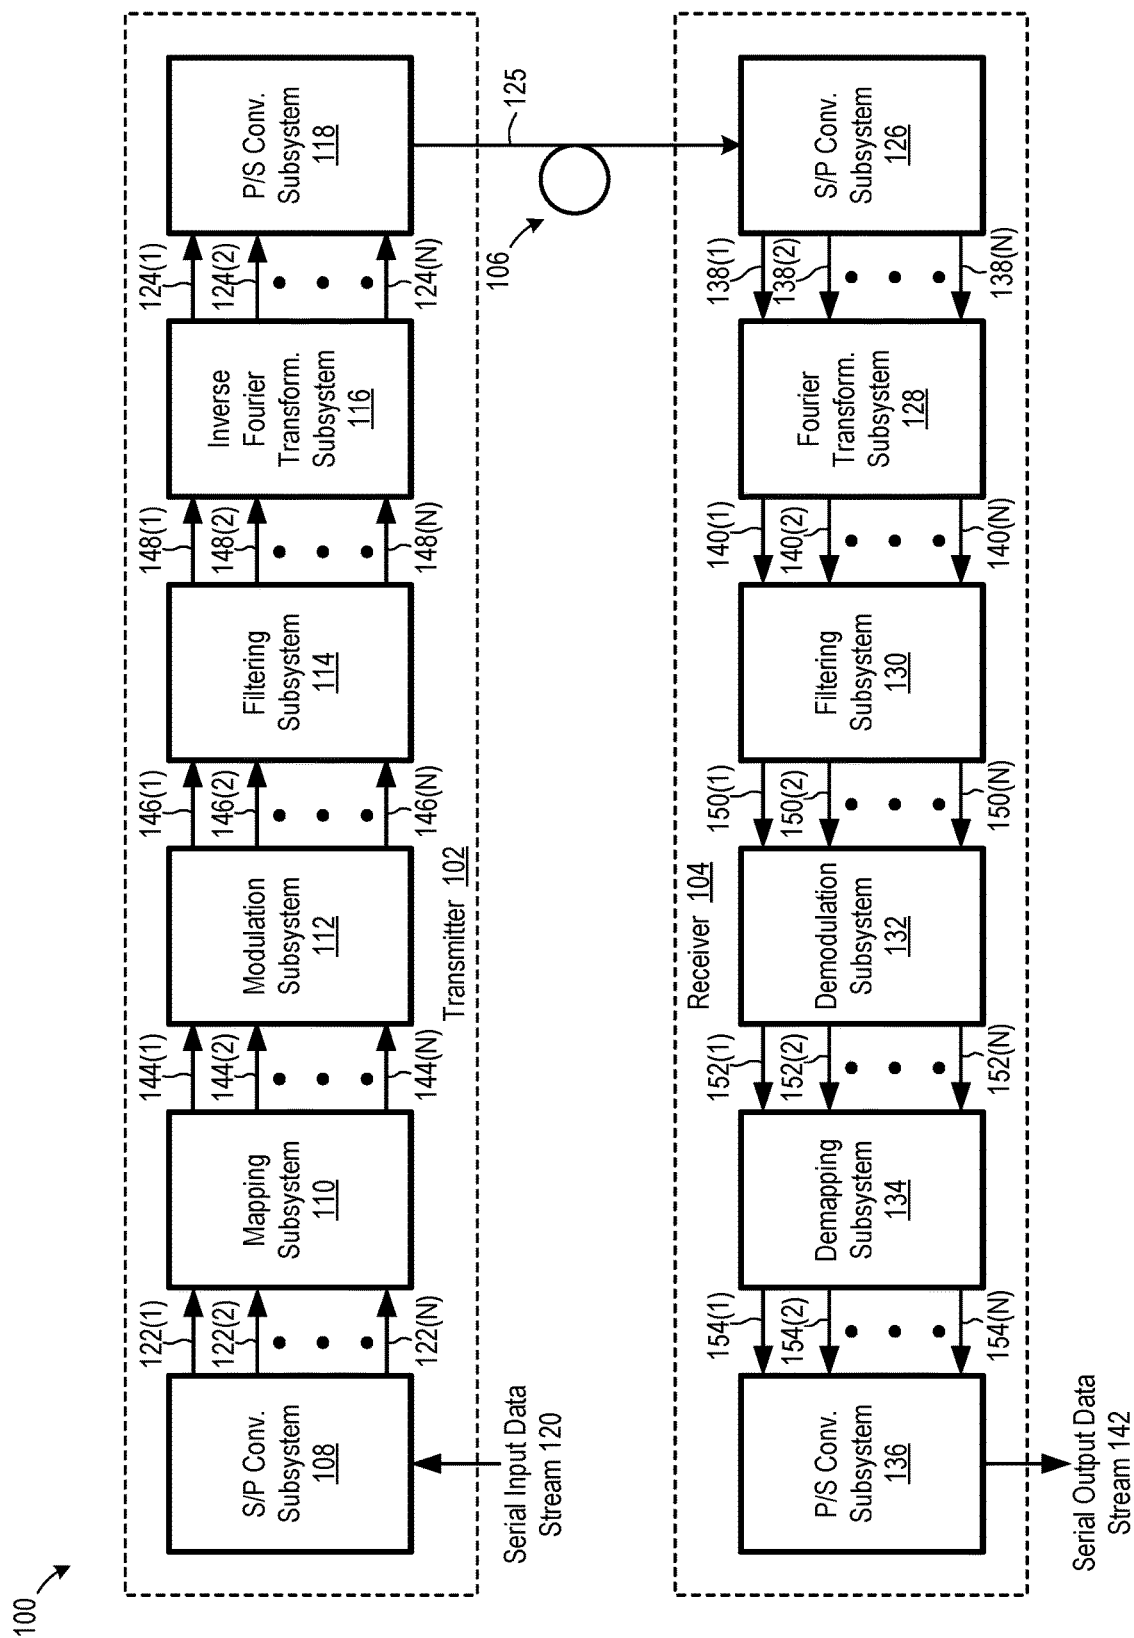 100
S/P Conv.
Subsystem
108
122(1)
122(2)
122(N)
Mapping
Subsystem
110
144(1)
144(2)
144(N)
Modulation
Subsystem
112
146(1)
146(2)
146(N)
Filtering
Subsystem
114
148(1)
148(2)
148(N)
Inverse
Fourier
Transform.
Subsystem
116
124(1)
124(2)
124(N)
P/S Conv.
Subsystem
118
Serial Input Data
Stream 120
Transmitter 102
106
125
Receiver 104
P/S Conv.
Subsystem
136
154(1)
154(2)
154(N)
Demapping
Subsystem
134
152(1)
152(2)
152(N)
Demodulation
Subsystem
132
150(1)
150(2)
150(N)
Filtering
Subsystem
130
140(1)
140(2)
140(N)
Fourier
Transform.
Subsystem
128
138(1)
138(2)
138(N)
S/P Conv.
Subsystem
126
Serial Output Data
Stream 142